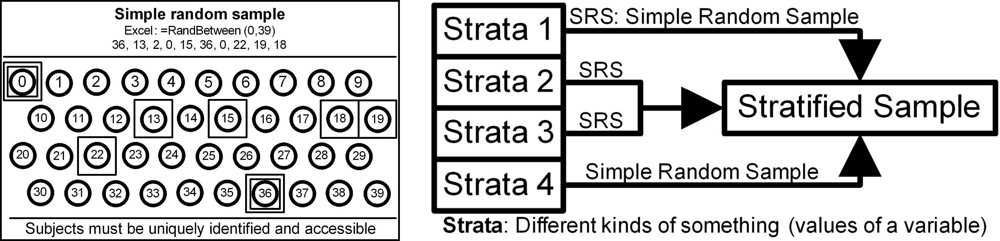 Simple random sample
Excel: =RandBetween (0,39)
36, 13, 2, 0, 15, 36, 0, 22, 19, 18
0 1 2 3 4 5 6 7 8 9
10 11 12 13 14 15 16 17 18 19
20 21 22 23 24 25 26 27 28 29
30 31 32 33 34 35 36 37 38 39
Subjects must be uniquely identified and accessible
Strata 1
SRS: Simple Random Sample
Strata 2
SRS
Strata 3
SRS
Stratified Sample
Strata 4
Simple Random Sample
Strata: Different kinds of something (values of a variable)